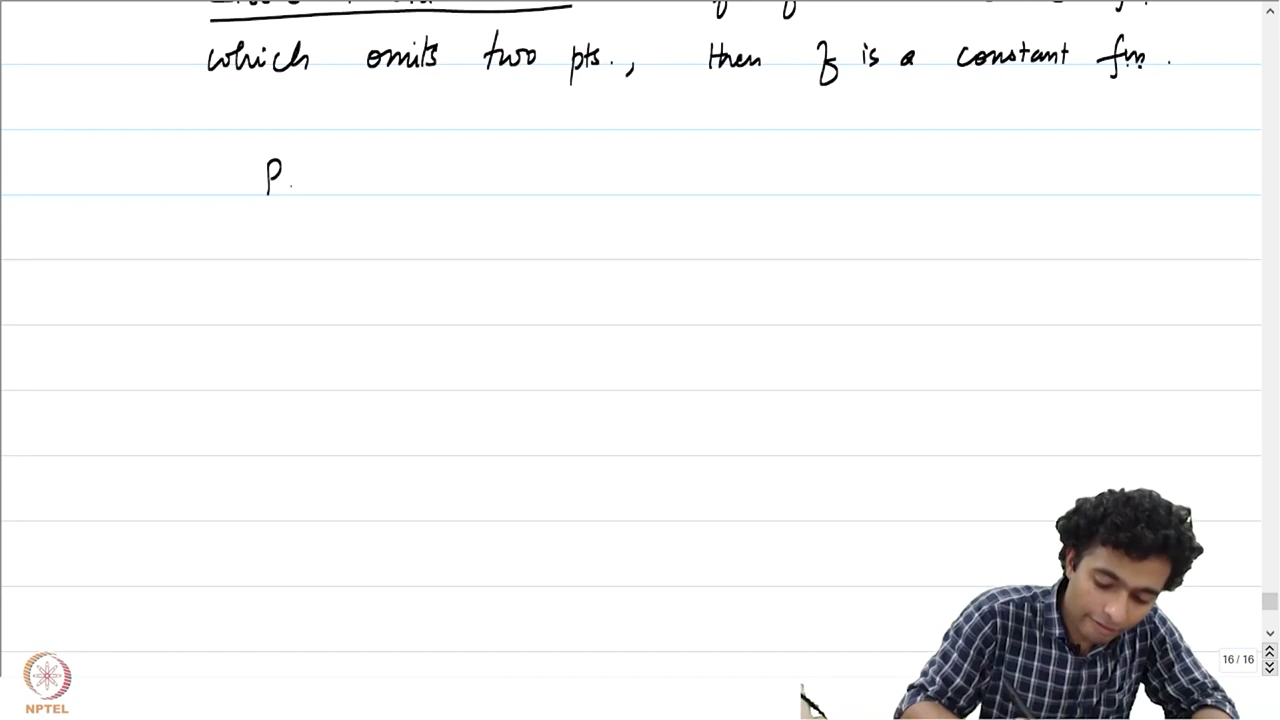 which omits two pts., then f is a constant fn.
P.
16 / 16
NPTEL